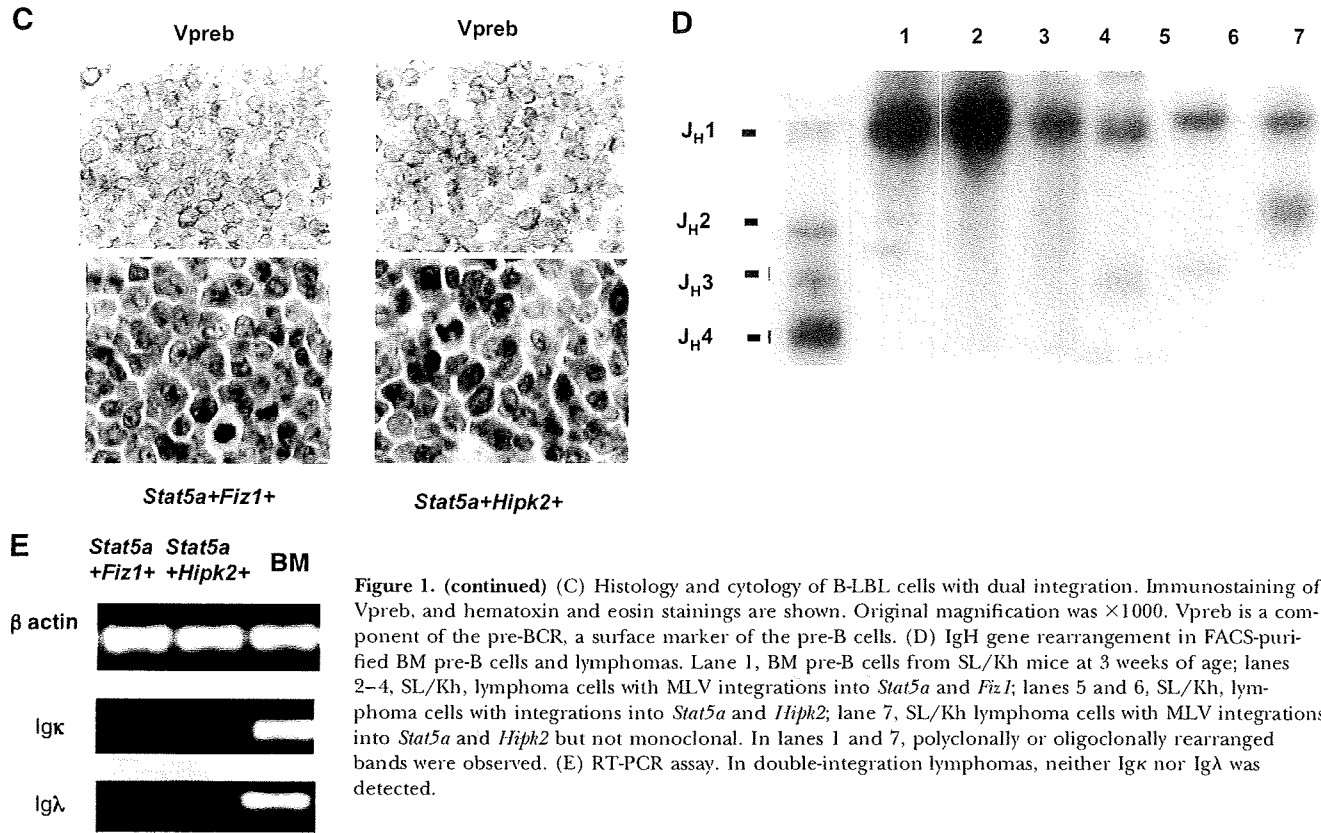 C
Vpreb
Vpreb
Stat5a+Fiz1+
Stat5a+Hipk2+
D
1 2 3 4 5 6 7
JH1
JH2
JH3
JH4
E
Stat5a +Fiz1+
Stat5a +Hipk2+
BM
β actin
Igκ
Igλ
Figure 1. (continued) (C) Histology and cytology of B-LBL cells with dual integration. Immunostaining of
Vpreb, and hematoxin and eosin stainings are shown. Original magnification was ×1000. Vpreb is a com-
ponent of the pre-BCR, a surface marker of the pre-B cells. (D) IgH gene rearrangement in FACS-puri-
fied BM pre-B cells and lymphomas. Lane 1, BM pre-B cells from SL/Kh mice at 3 weeks of age; lanes
2–4, SL/Kh, lymphoma cells with MLV integrations into Stat5a and Fiz1; lanes 5 and 6, SL/Kh, lym-
phoma cells with integrations into Stat5a and Hipk2; lane 7, SL/Kh lymphoma cells with MLV integrations
into Stat5a and Hipk2 but not monoclonal. In lanes 1 and 7, polyclonally or oligoclonally rearranged
bands were observed. (E) RT-PCR assay. In double-integration lymphomas, neither Igκ nor Igλ was
detected.